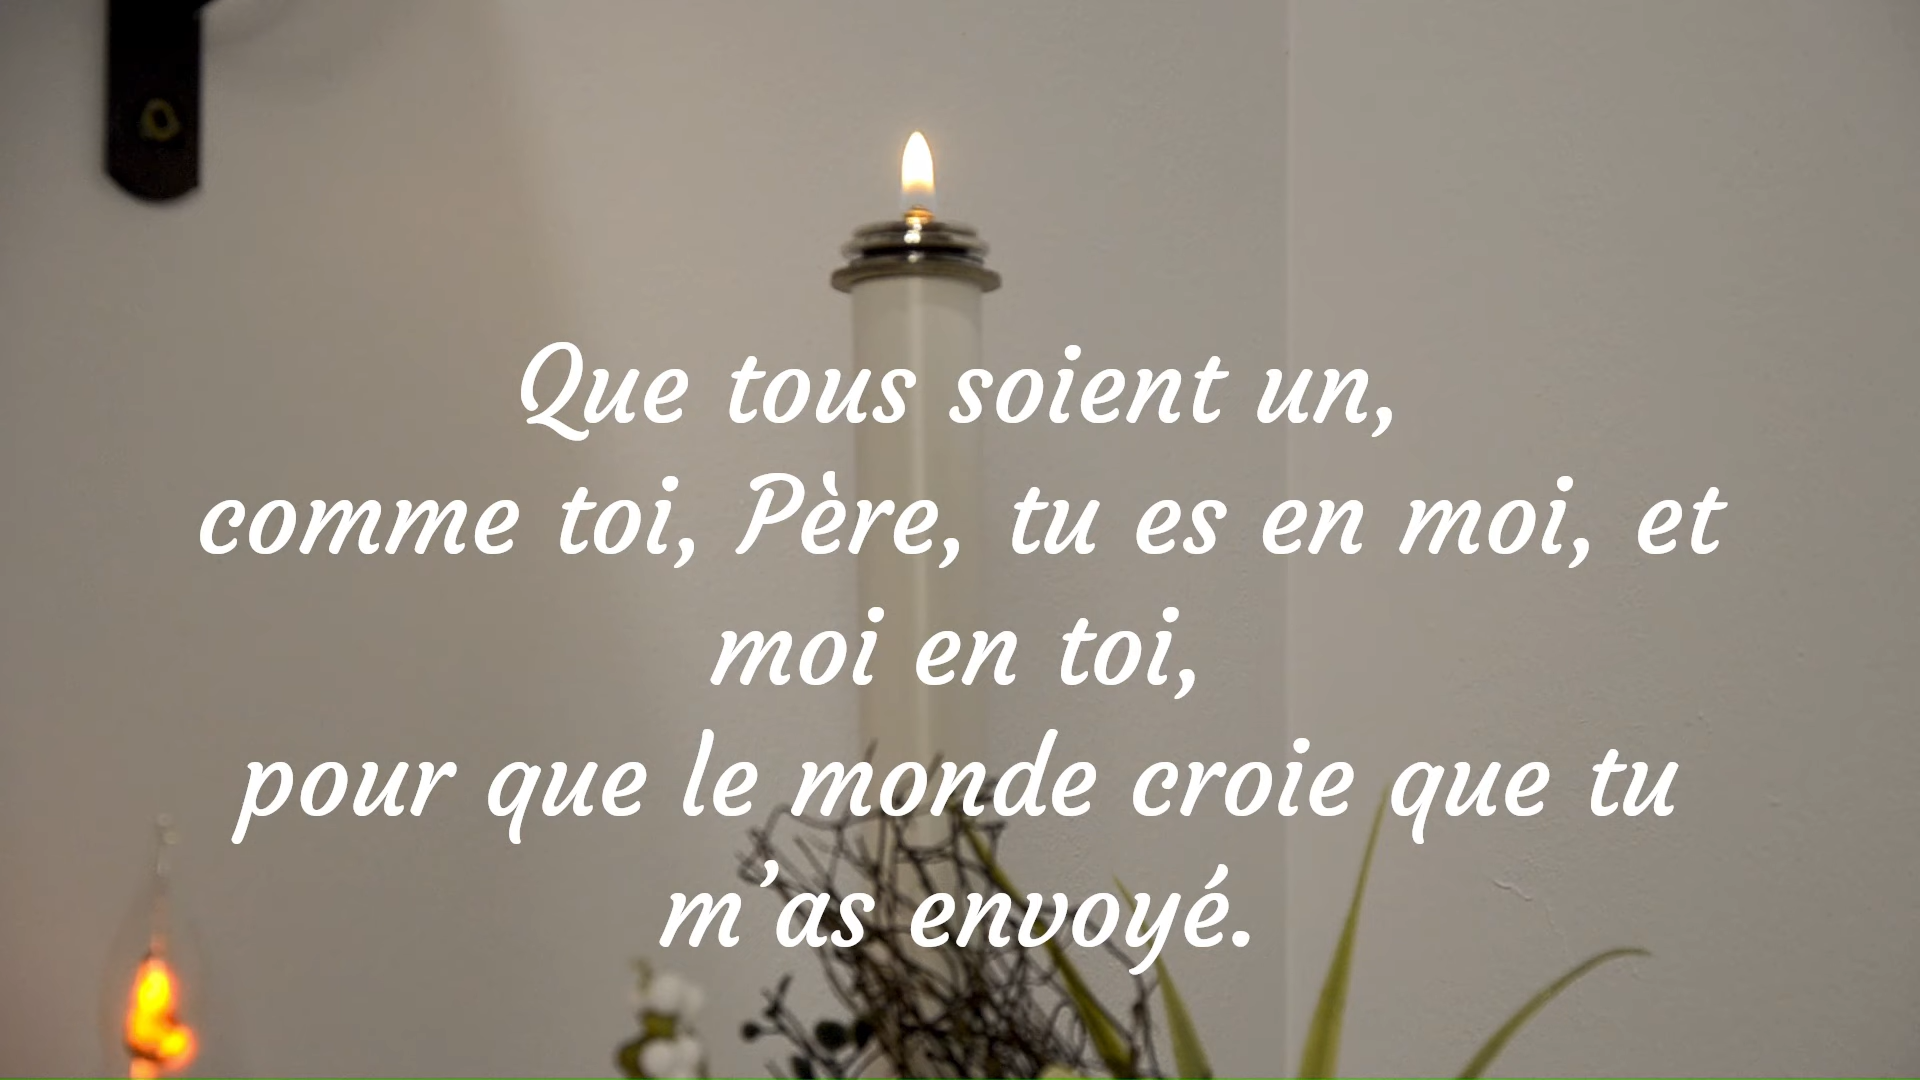 Que tous soient un,
comme toi, Père, tu es en moi, et
moi en toi,
pour que le monde croie que tu
m’as envoyé.